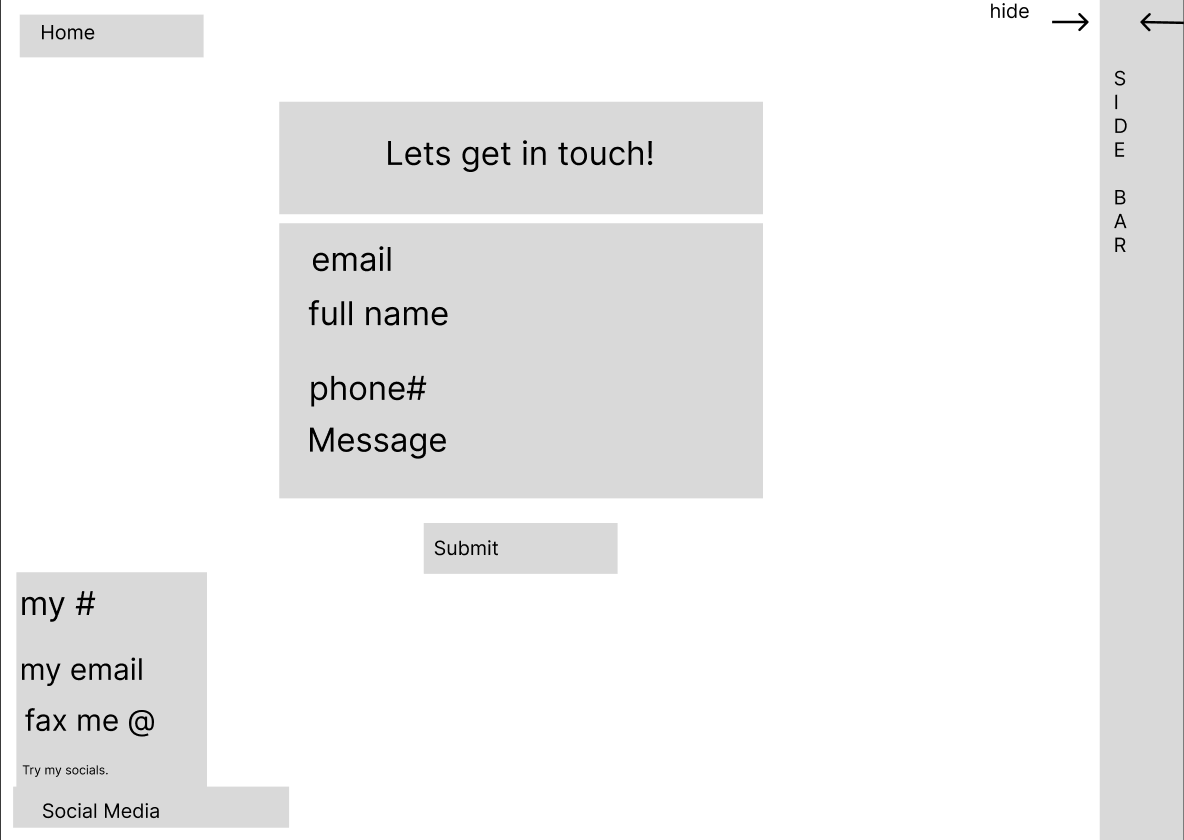 hide
Home
S
I
D
E
B
A
R
Lets get in touch!
email
full name
phone#
Message
Submit
my #
my email
fax me @
Try my socials.
Social Media